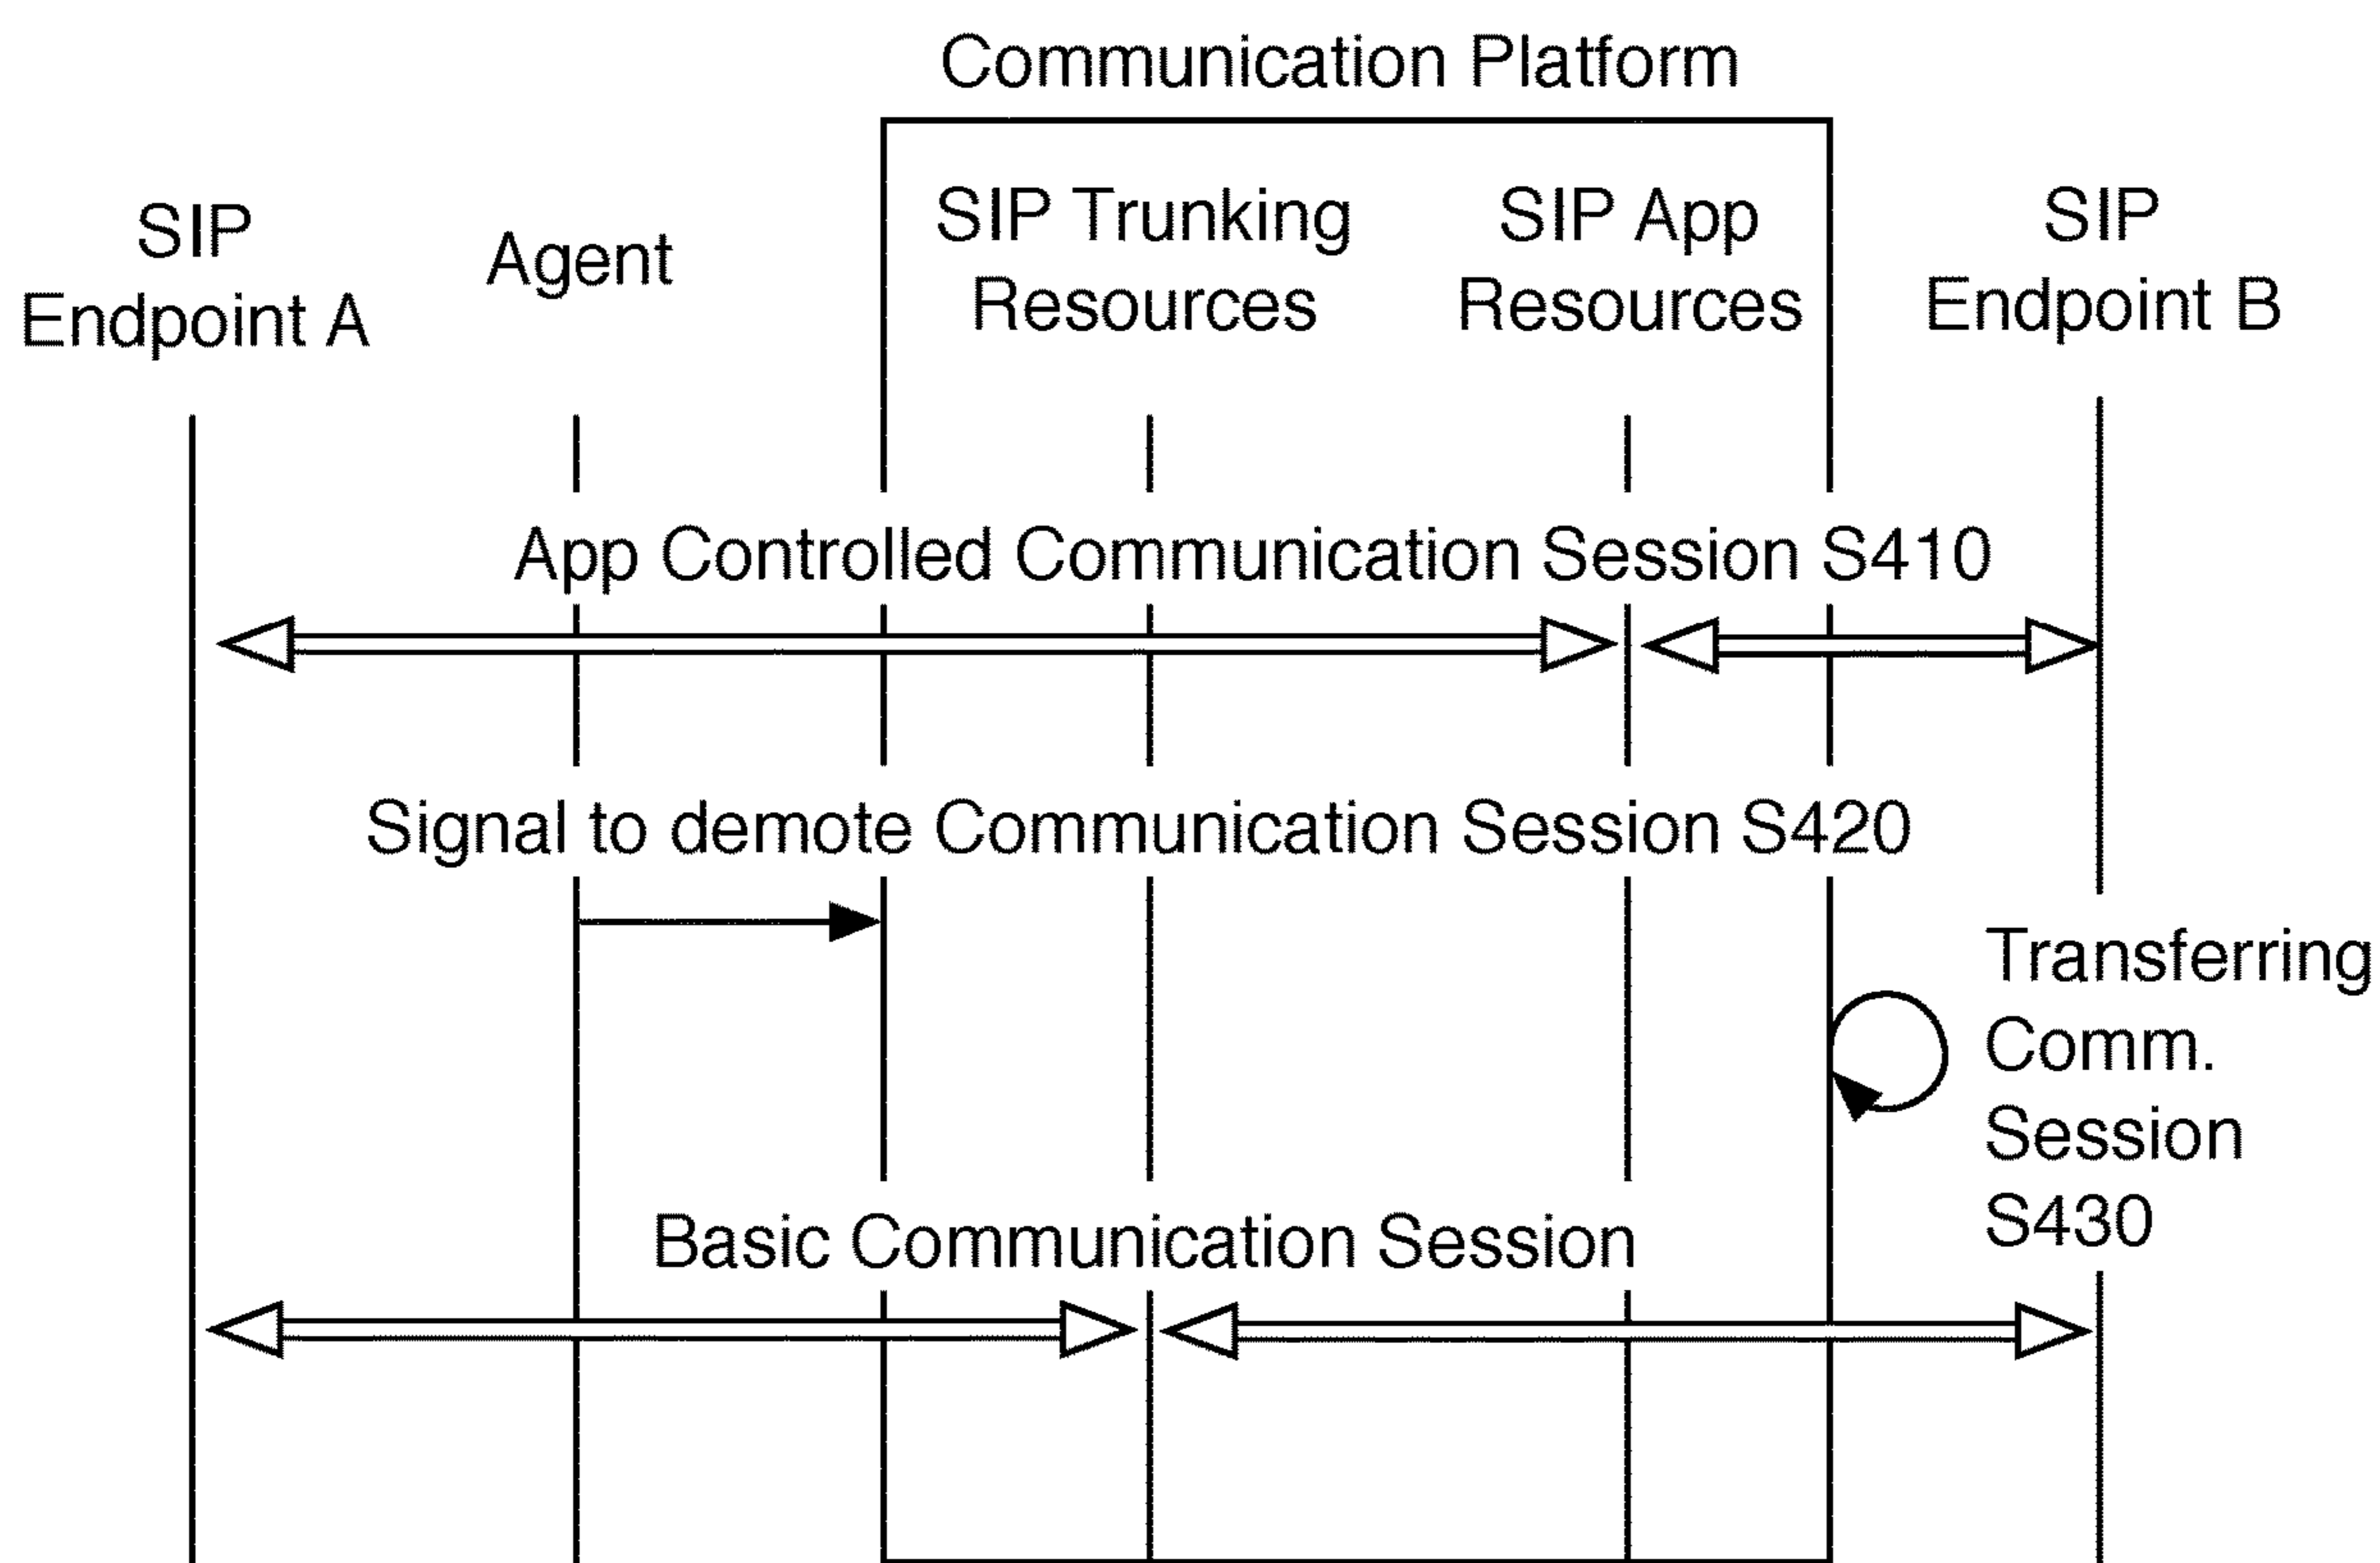 Communication Platform
SIP
Endpoint A
Agent
SIP Trunking
Resources
SIP App
Resources
SIP
Endpoint B
App Controlled Communication Session S410
Signal to demote Communication Session S420
Transferring
Comm.
Session
S430
Basic Communication Session